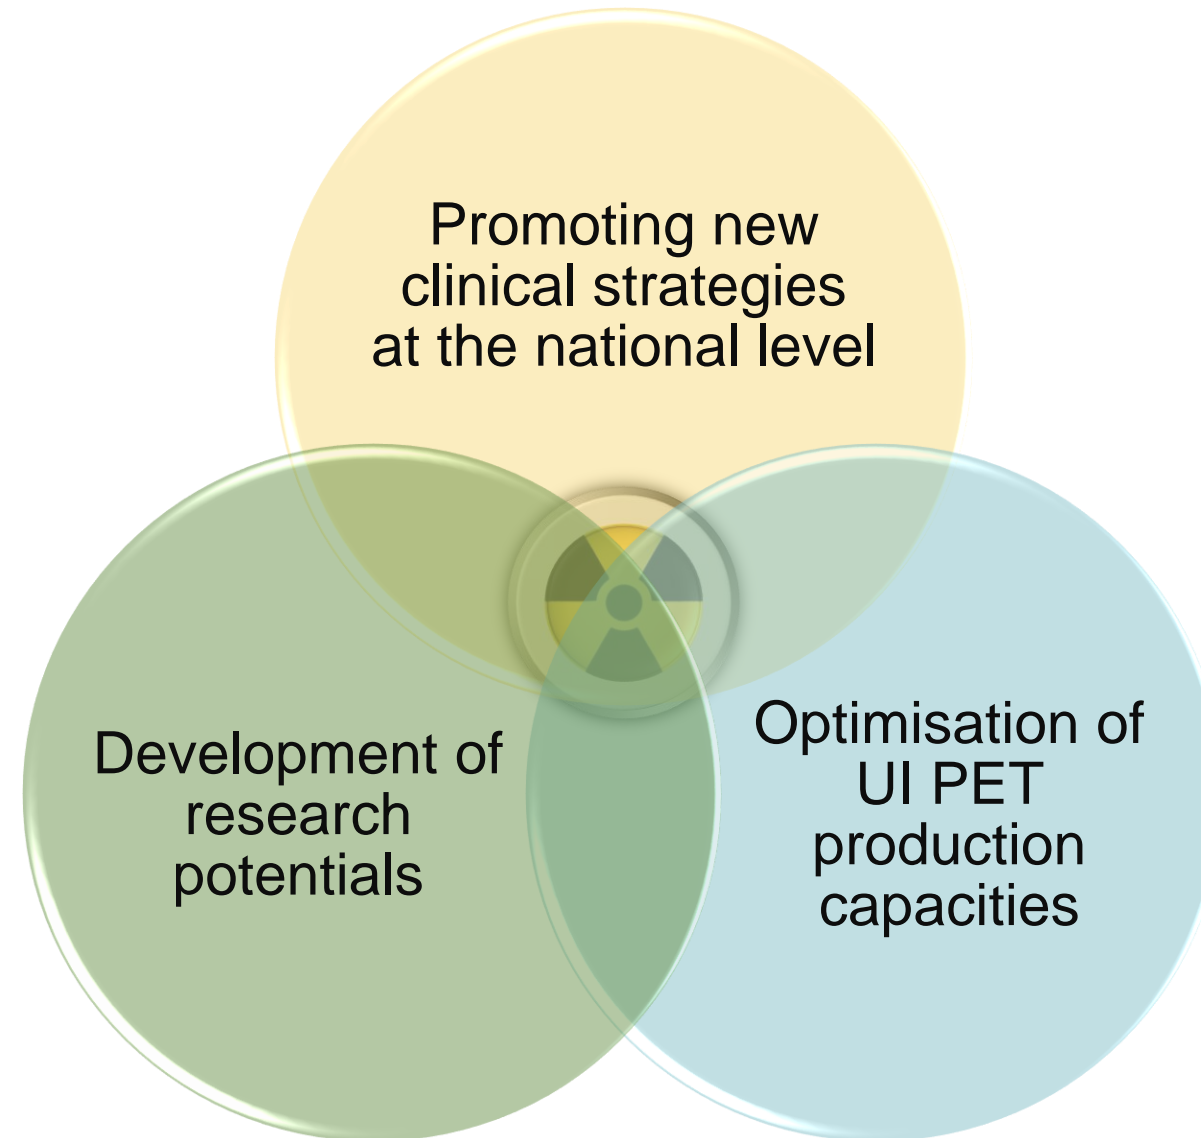 Promoting new
clinical strategies
at the national level
Development of
research
potentials
Optimisation of
UI PET
production
capacities